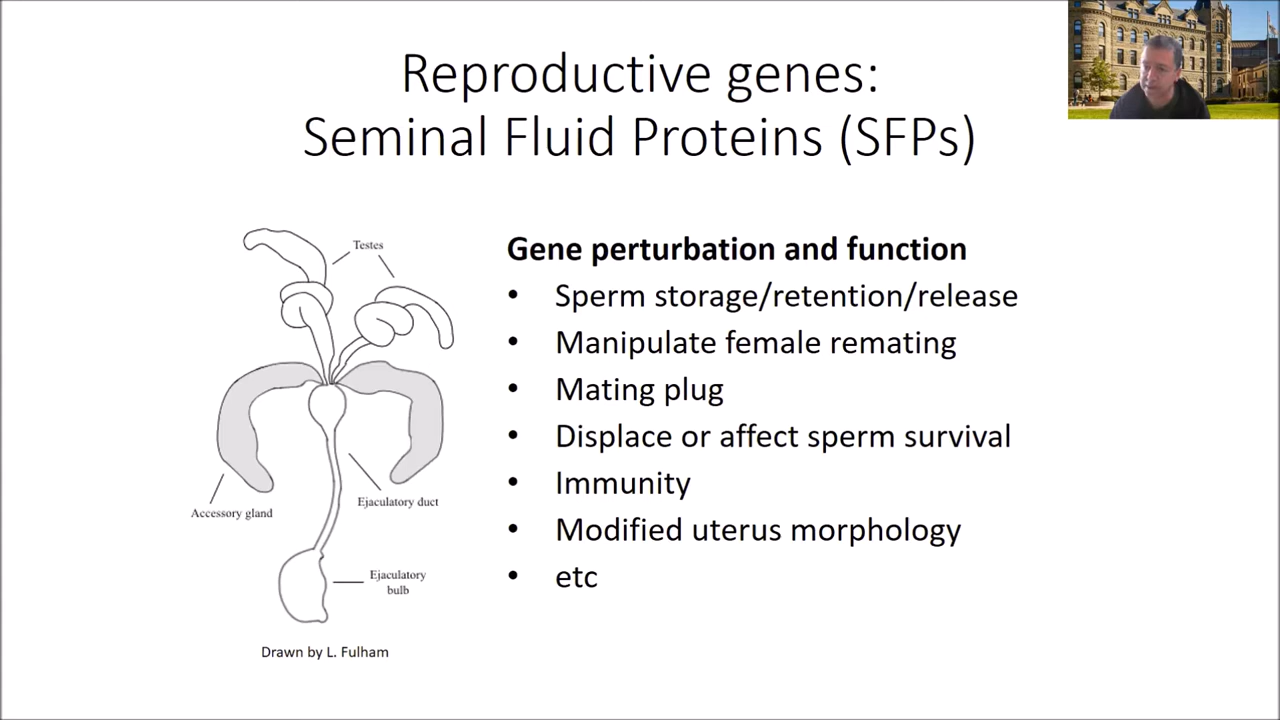 Reproductive genes:
Seminal Fluid Proteins (SFPs)
Testes
Accessory gland
Ejaculatory duct
Ejaculatory
bulb
Drawn by L. Fulham
Gene perturbation and function
• Sperm storage/retention/release
• Manipulate female remating
• Mating plug
• Displace or affect sperm survival
• Immunity
• Modified uterus morphology
• etc